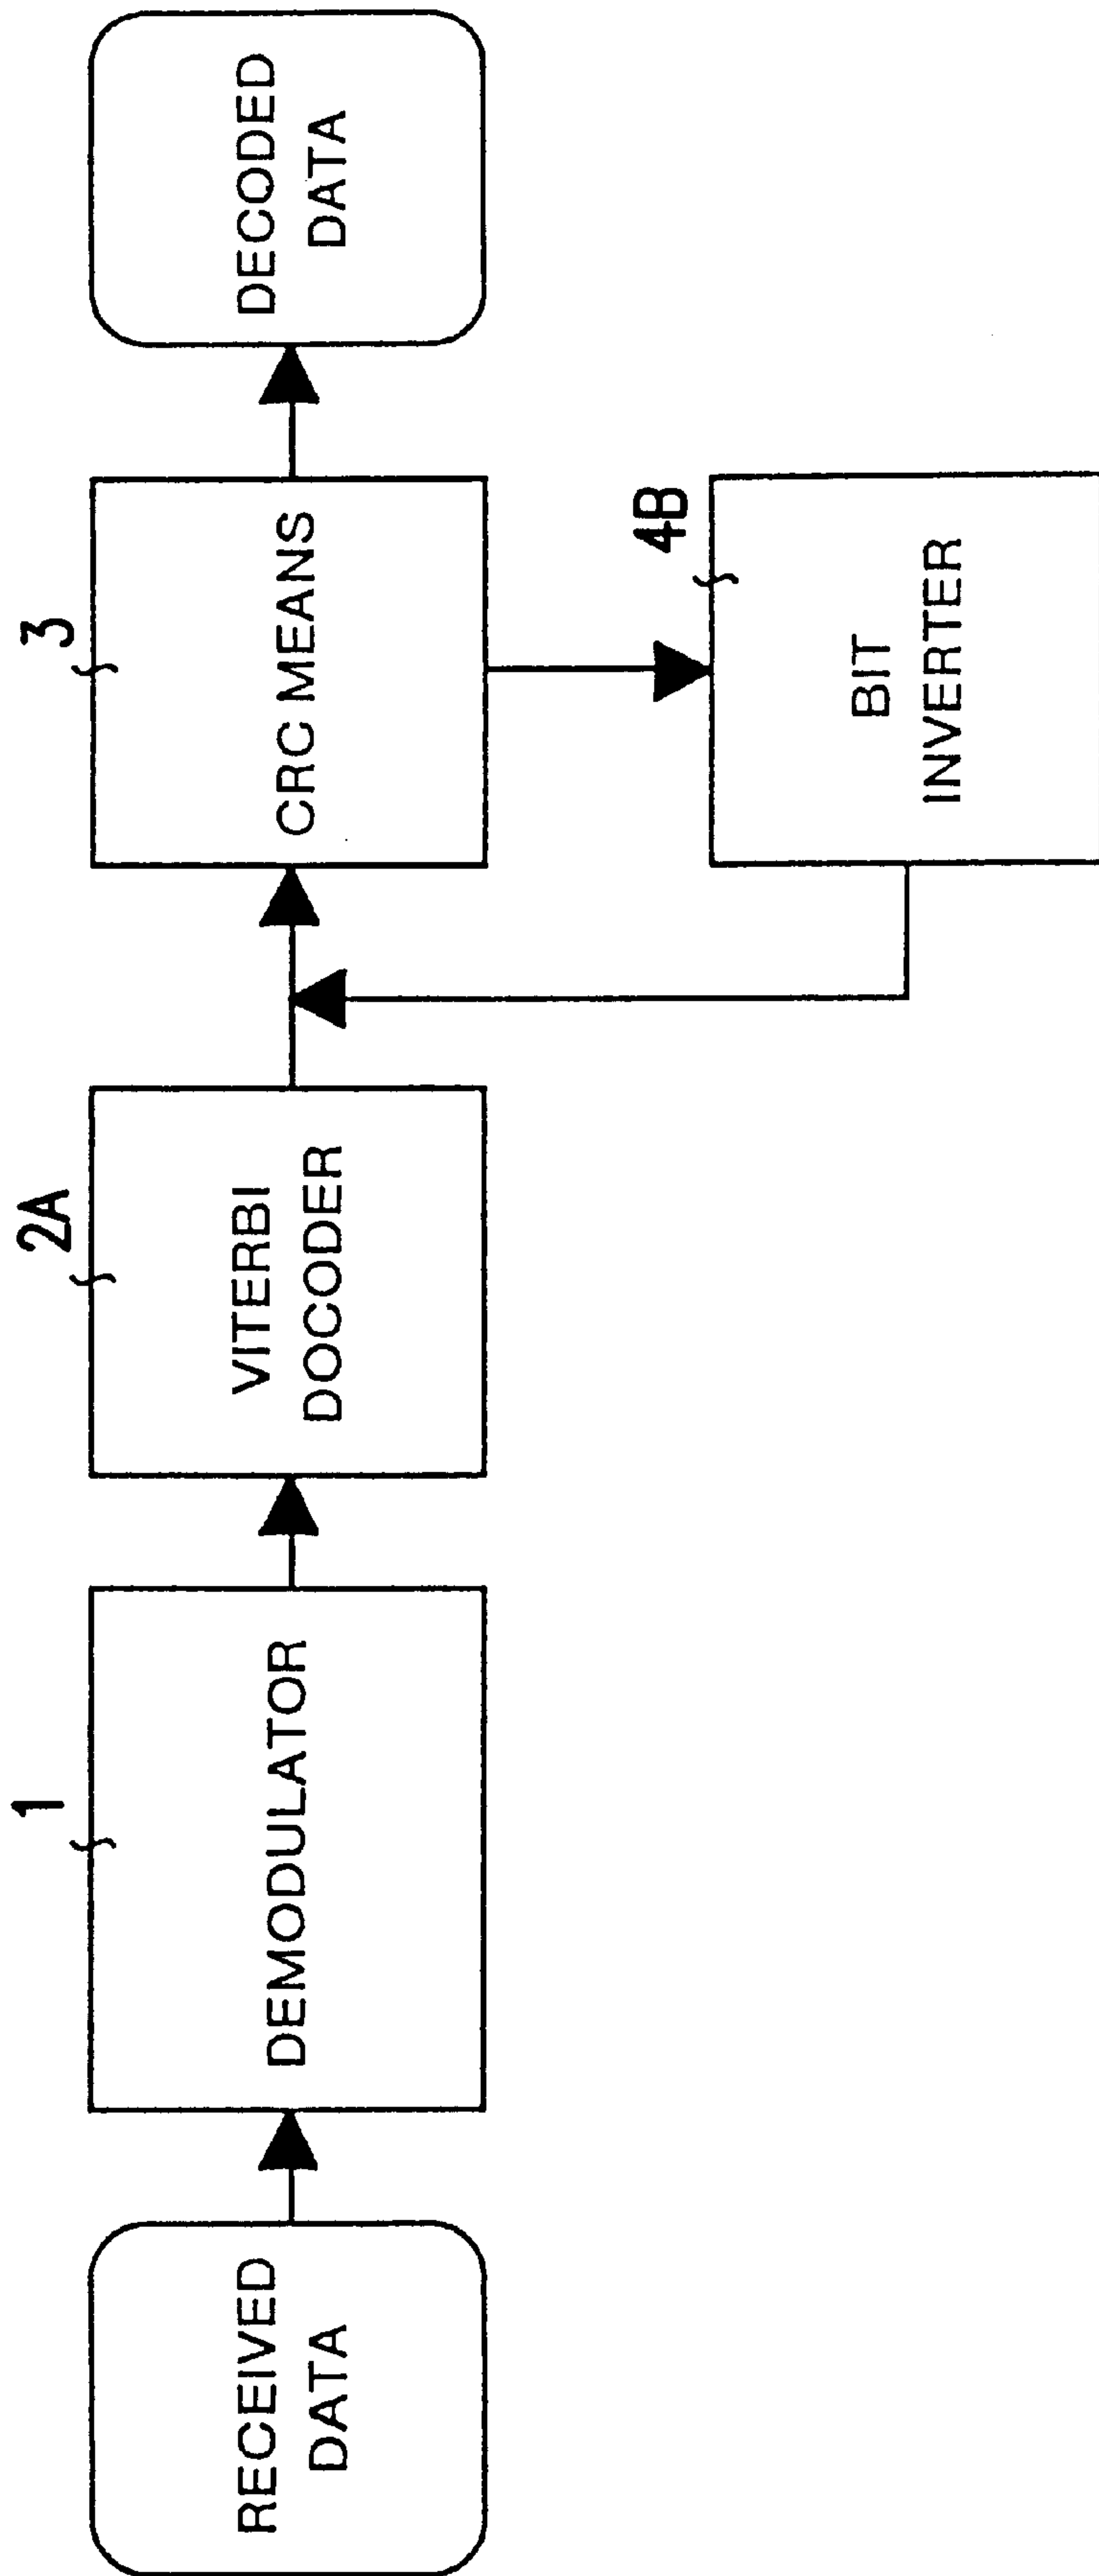 RECEIVED
DATA
1
DEMODULATOR
2A
VITERBI
DOCODER
3
CRC MEANS
4B
BIT
INVERTER
DECODED
DATA